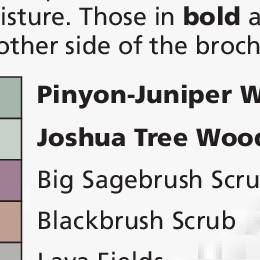 isture. Those in bold a
other side of the broch
Pinyon-Juniper W
Joshua Tree Wood
Big Sagebrush Scru
Blackbrush Scrub
Lava Fields